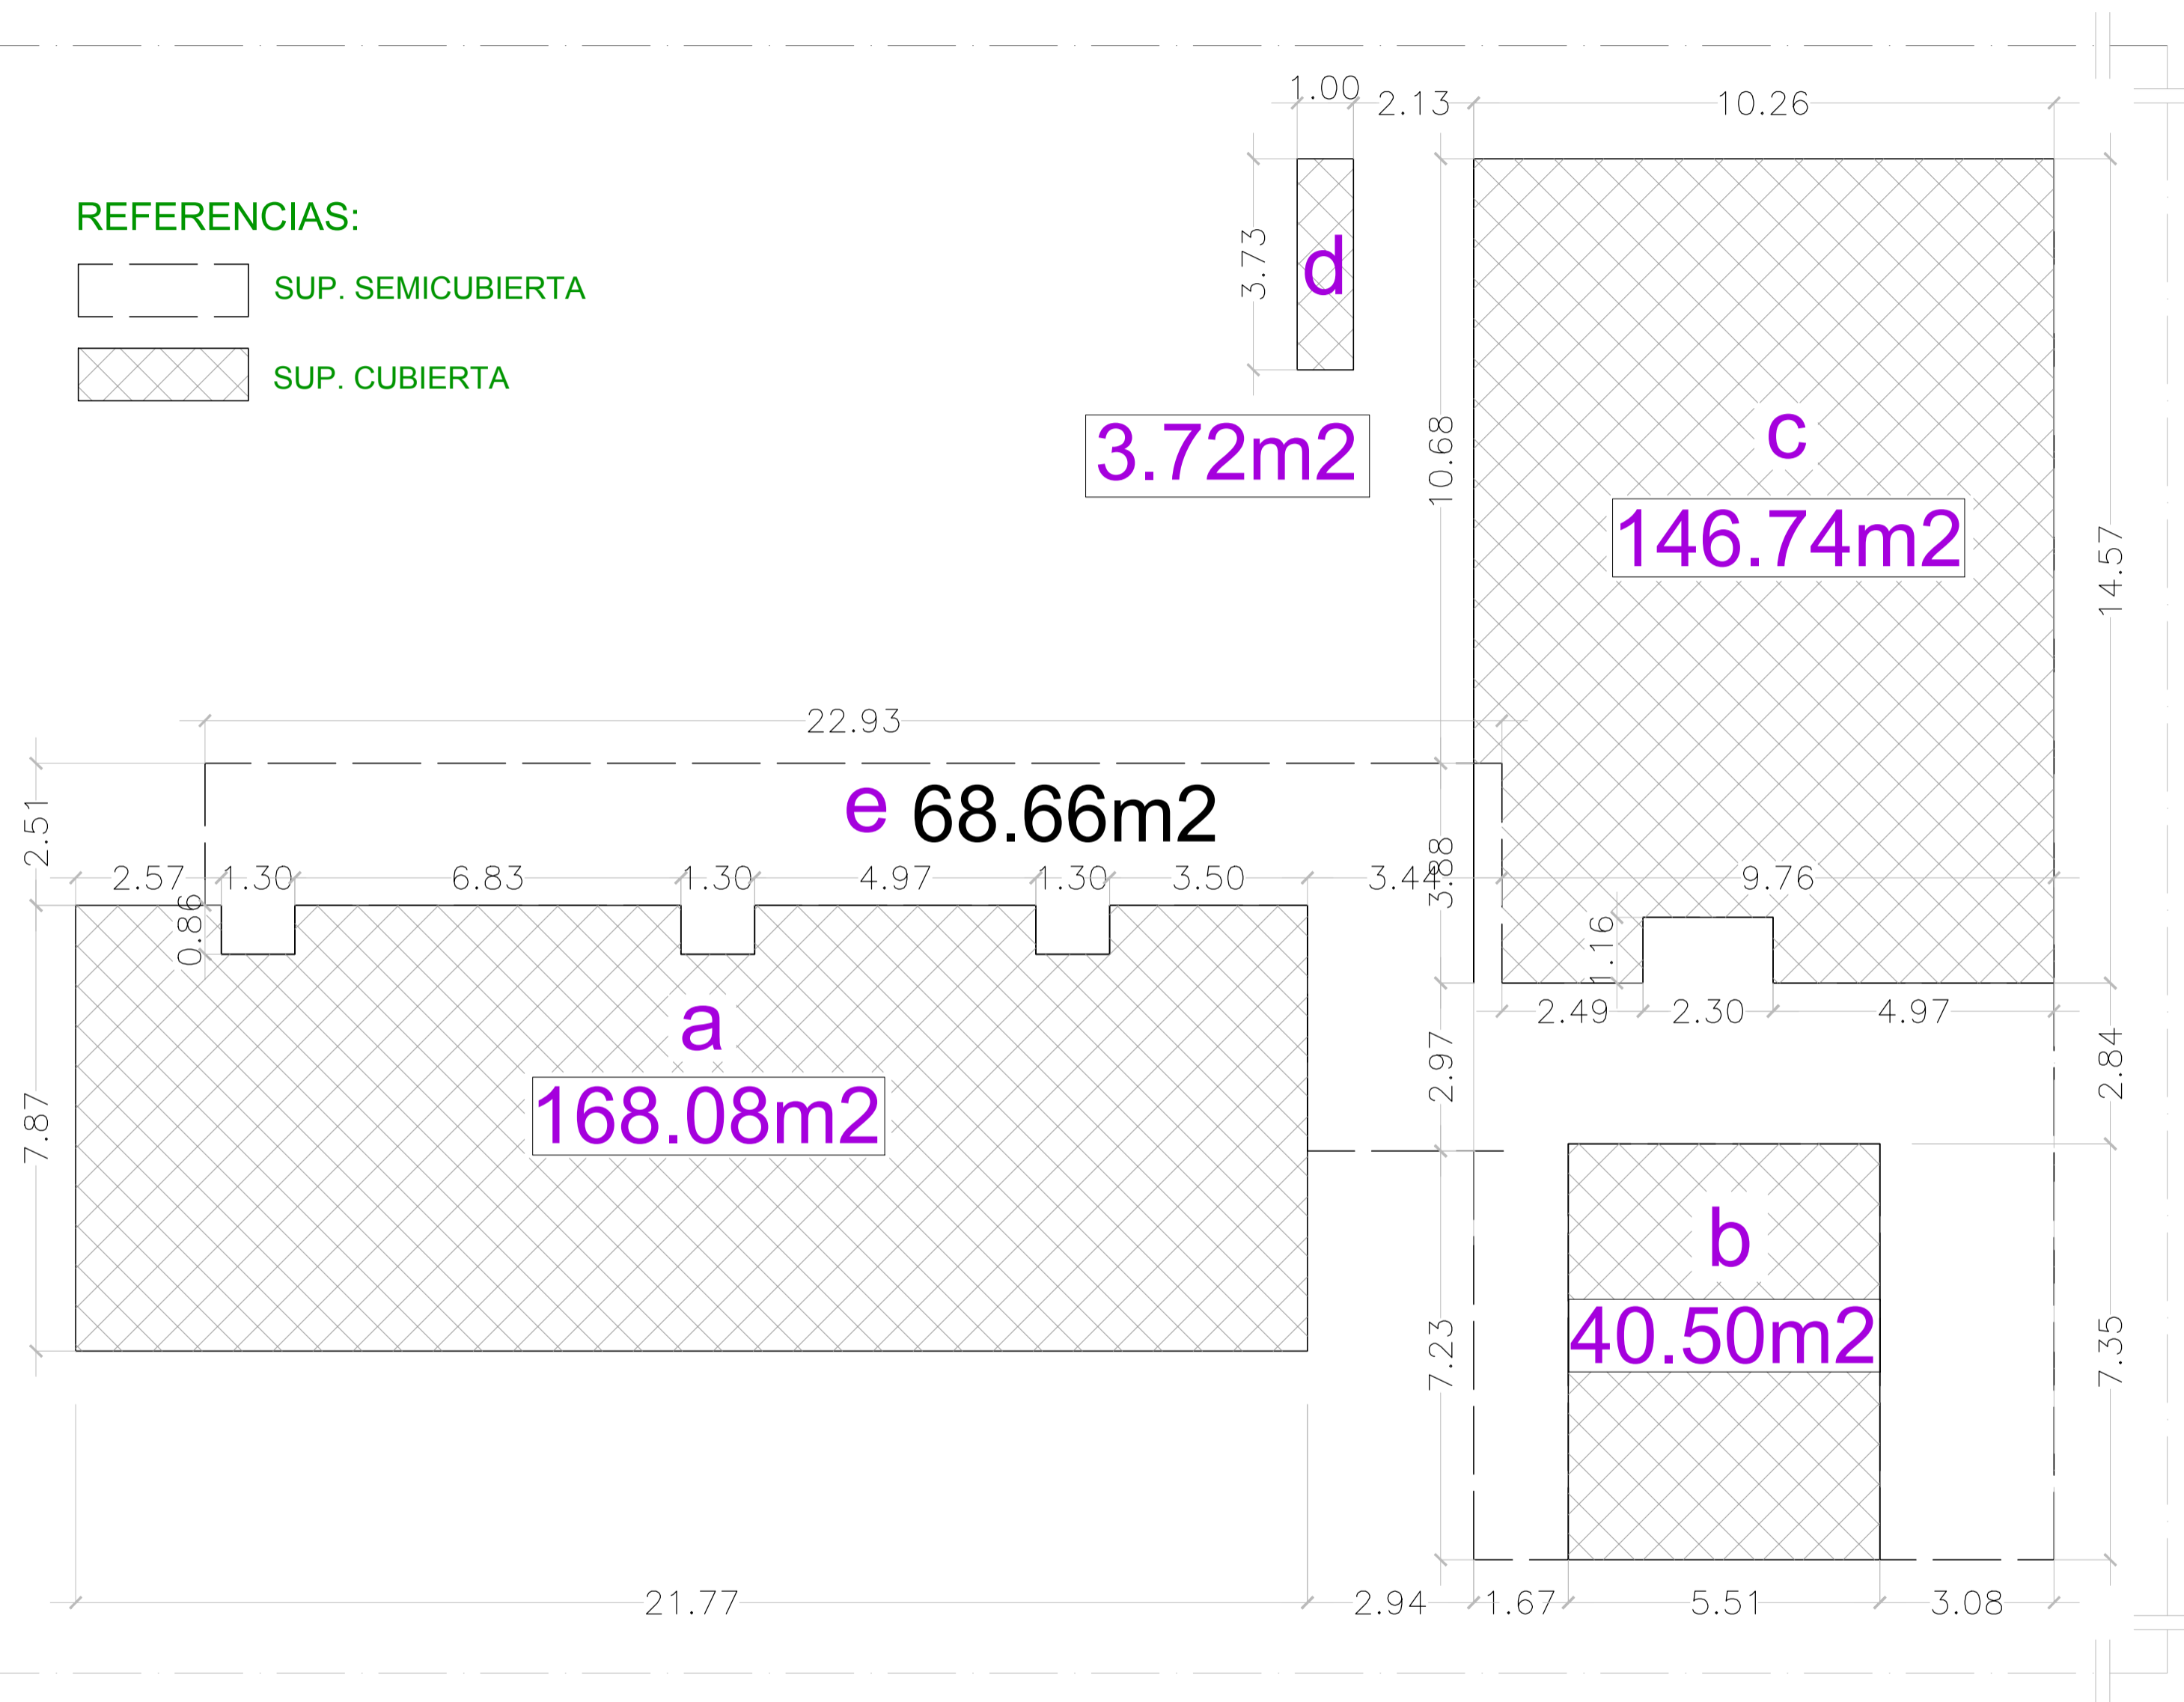 1.00
2.13
10.26
REFERENCIAS:
SUP. SEMICUBIERTA
SUP. CUBIERTA
3.73
d
3.72m2
10.68
c
146.74m2
14.57
22.93
2.51
e 68.66m2
2.57
1.30
6.83
1.30
4.97
1.30
3.50
3.44
3.88
9.76
0.86
1.16
2.49
2.30
4.97
a
168.08m2
7.87
2.97
2.84
b
40.50m2
7.23
7.35
21.77
2.94
1.67
5.51
3.08